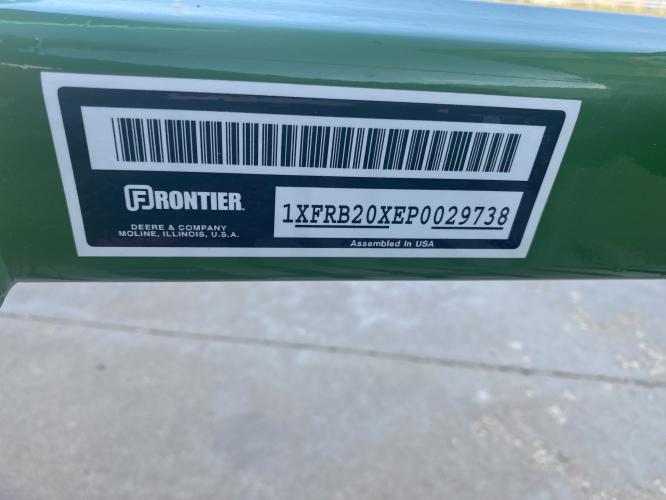 FRONTIER
DEERE & COMPANY
MOLINE, ILLINOIS, U.S.A.
1XFRB20XEP0029738
Assembled In USA